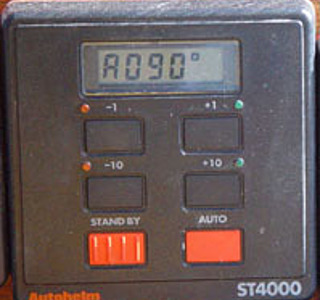 A090°
-1 +1
-10 +10
STAND BY AUTO
Autohelm ST4000